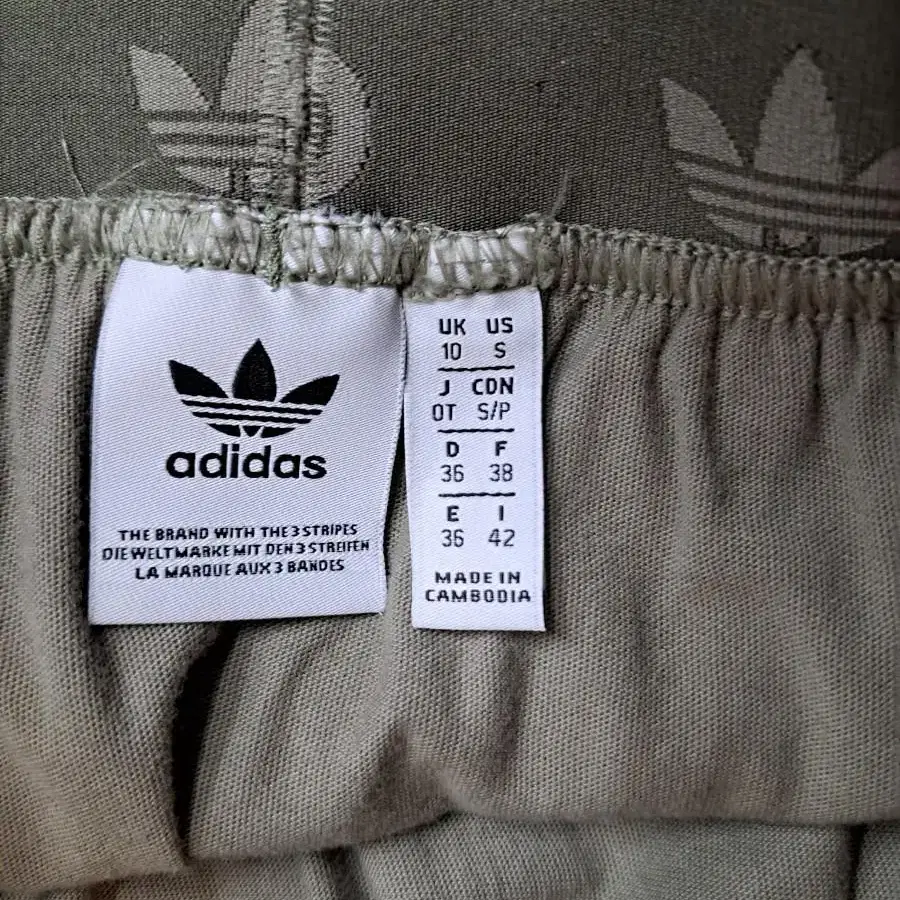 adidas
THE BRAND WITH THE 3 STRIPES
DIE WELTMARKE MIT DEN 3 STREIFEN
LA MARQUE AUX 3 BANDES
UK US
10 S
J CDN
OT S/P
D F
36 38
E I
36 42
MADE IN
CAMBODIA